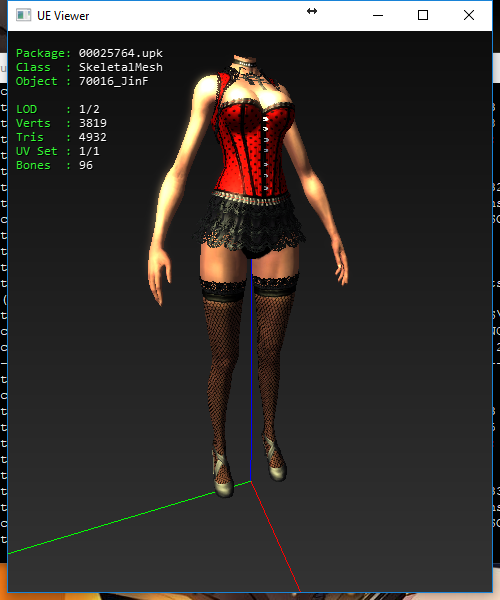 UE Viewer
Package: 00025764.upk
Class : SkeletalMesh
Object : 70016_JinF
LOD : 1/2
Verts : 3819
Tris : 4932
UV Set : 1/1
Bones : 96